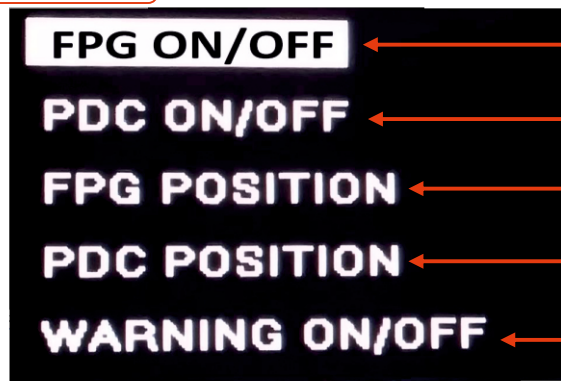 FPG ON/OFF
PDC ON/OFF
FPG POSITION
PDC POSITION
WARNING ON/OFF